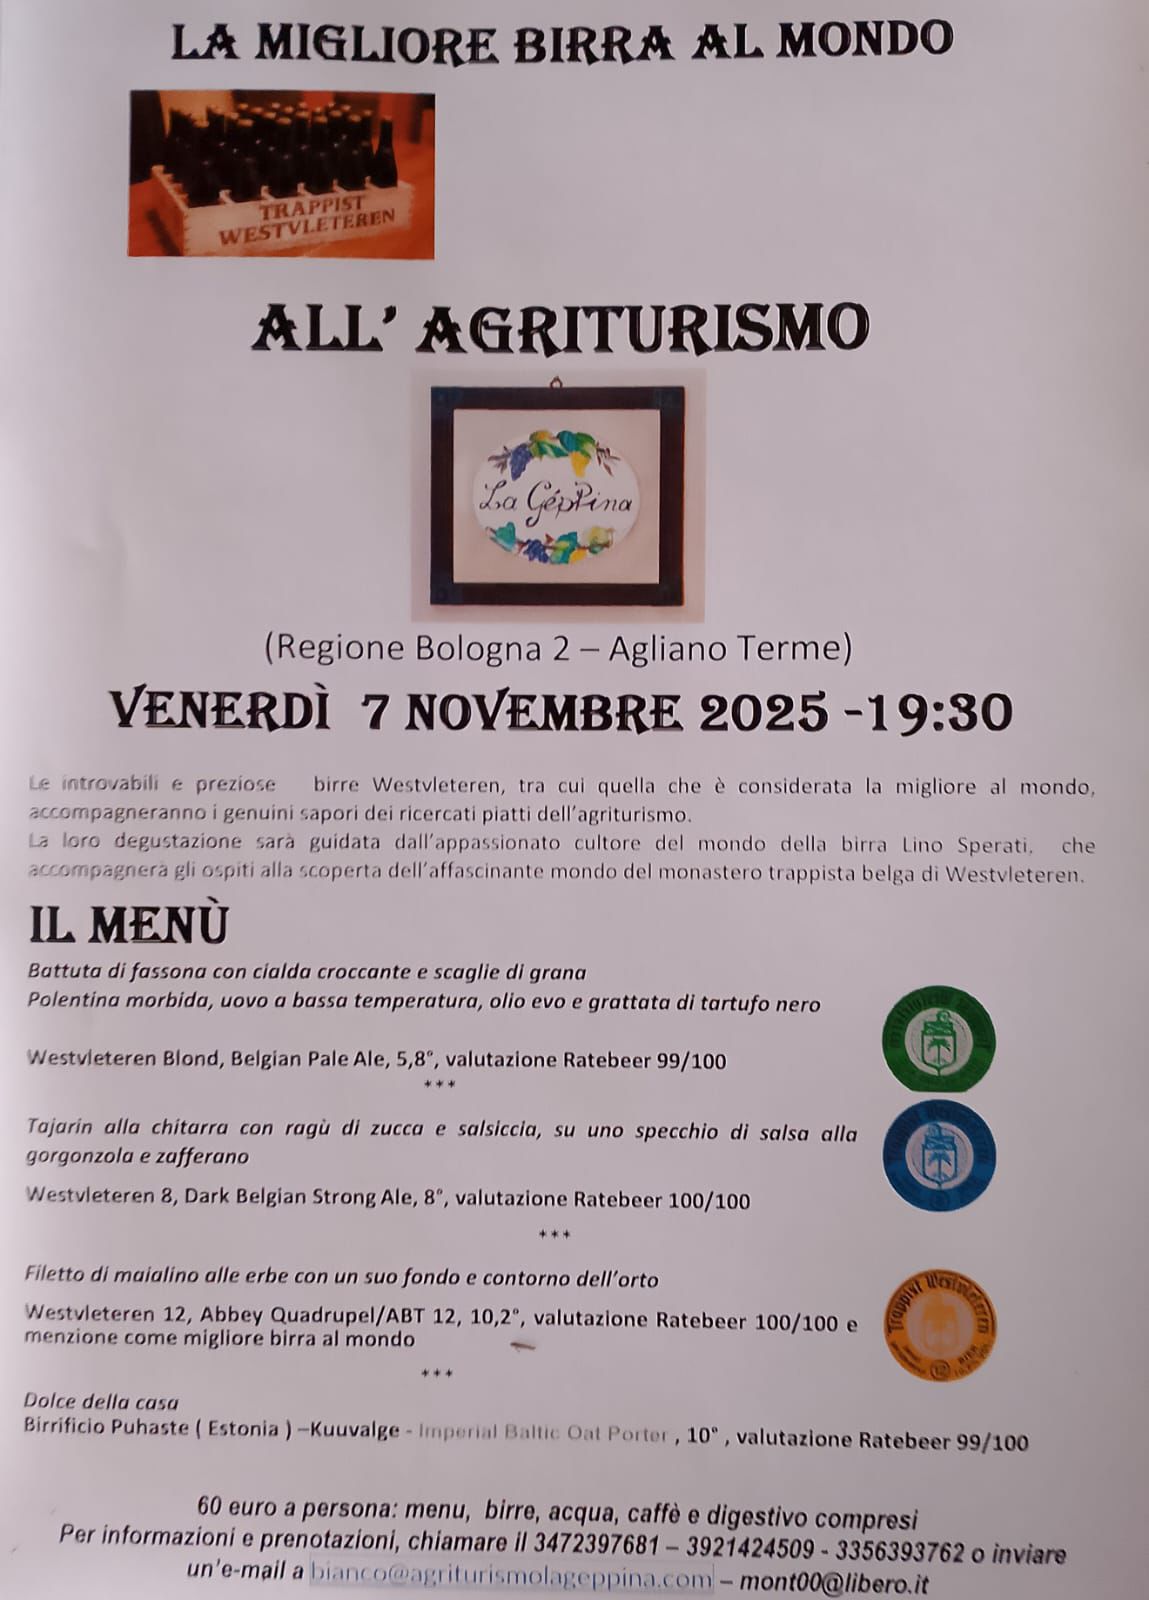 LA MIGLIORE BIRRA AL MONDO
TRAPPIST
WESTVLETEREN
ALL' AGRITURISMO
La Géppina
(Regione Bologna 2 – Agliano Terme)
VENERDÌ 7 NOVEMBRE 2025 -19:30
Le introvabili e preziose birre Westvleteren, tra cui quella che è considerata la migliore al mondo,
accompagneranno i genuini sapori dei ricercati piatti dell'agriturismo.
La loro degustazione sarà guidata dall'appassionato cultore del mondo della birra Lino Sperati, che
accompagnerà gli ospiti alla scoperta dell'affascinante mondo del monastero trappista belga di Westvleteren.
IL MENÙ
Battuta di fassona con cialda croccante e scaglie di grana
Polentina morbida, uovo a bassa temperatura, olio evo e grattata di tartufo nero
Westvleteren Blond, Belgian Pale Ale, 5,8°, valutazione Ratebeer 99/100
***
Tajarin alla chitarra con ragù di zucca e salsiccia, su uno specchio di salsa alla
gorgonzola e zafferano
Trappist Westvleteren
Westvleteren 8, Dark Belgian Strong Ale, 8°, valutazione Ratebeer 100/100
***
Filetto di maialino alle erbe con un suo fondo e contorno dell'orto
Westvleteren 12, Abbey Quadrupel/ABT 12, 10,2°, valutazione Ratebeer 100/100 e
menzione come migliore birra al mondo
Trappist Westvleteren
12
BIER
***
Dolce della casa
Birrificio Puhaste ( Estonia ) –Kuuvalge - Imperial Baltic Oat Porter , 10° , valutazione Ratebeer 99/100
60 euro a persona: menu, birre, acqua, caffè e digestivo compresi
Per informazioni e prenotazioni, chiamare il 3472397681 – 3921424509 - 3356393762 o inviare
un'e-mail a bianco@agriturismolageppina.com – mont00@libero.it